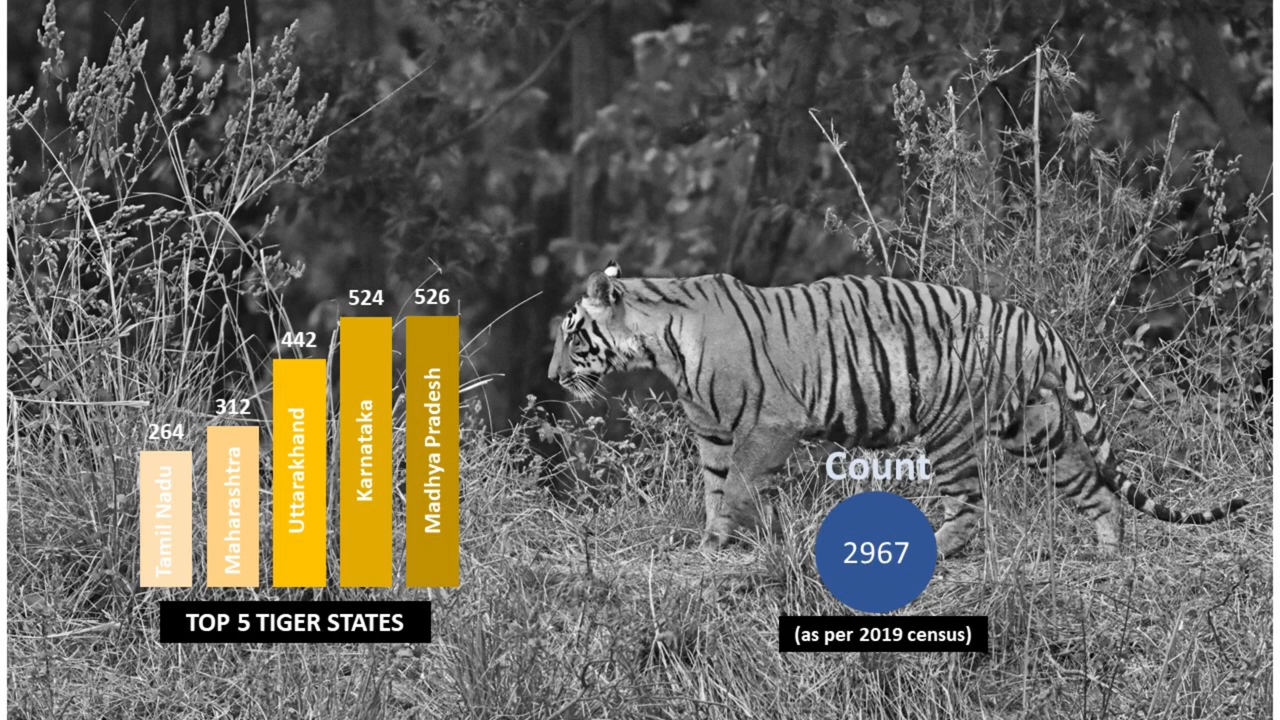 264
Tamil Nadu
312
Maharashtra
442
Uttarakhand
524
Karnataka
526
Madhya Pradesh
TOP 5 TIGER STATES
Count
2967
(as per 2019 census)